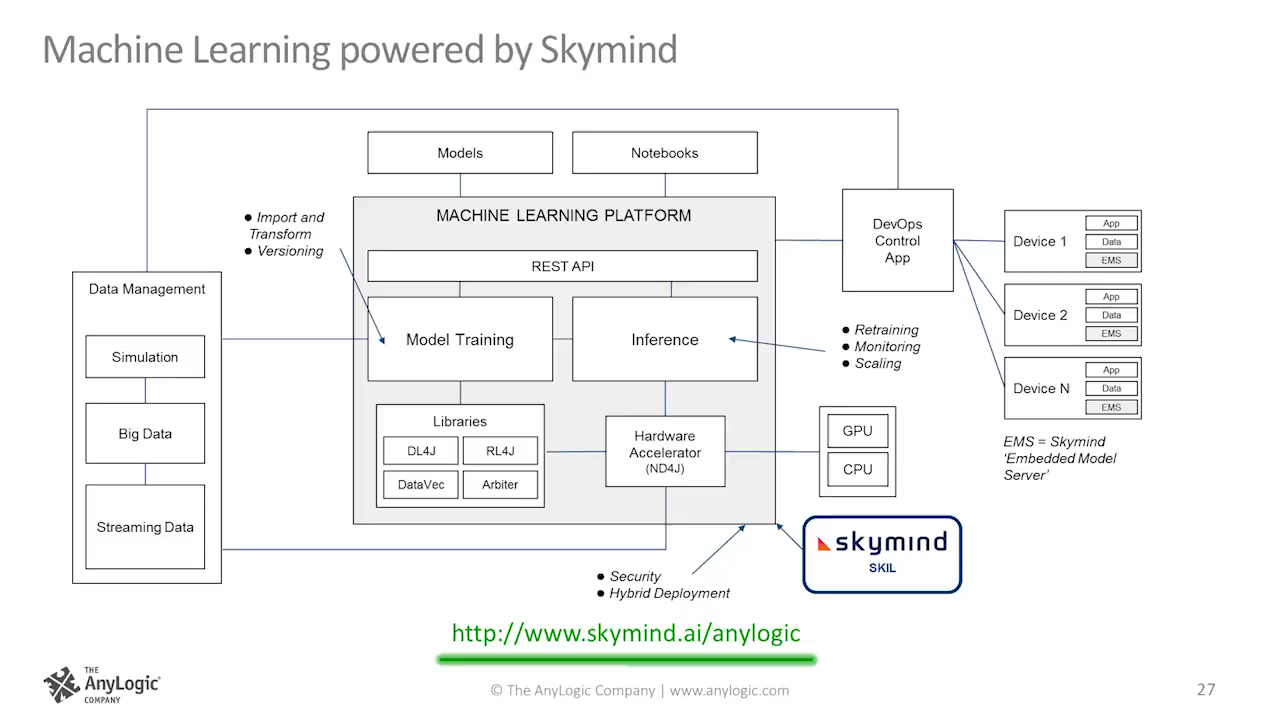 Machine Learning powered by Skymind
Models
Notebooks
● Import and
Transform
● Versioning
MACHINE LEARNING PLATFORM
REST API
Model Training
Inference
Libraries
DL4J
RL4J
DataVec
Arbiter
Hardware
Accelerator
(ND4J)
Data Management
Simulation
Big Data
Streaming Data
DevOps
Control
App
Device 1
App
Data
EMS
Device 2
App
Data
EMS
Device N
App
Data
EMS
● Retraining
● Monitoring
● Scaling
GPU
CPU
EMS = Skymind
‘Embedded Model
Server’
skymind
SKIL
● Security
● Hybrid Deployment
http://www.skymind.ai/anylogic
THE
AnyLogic®
COMPANY
© The AnyLogic Company | www.anylogic.com
27